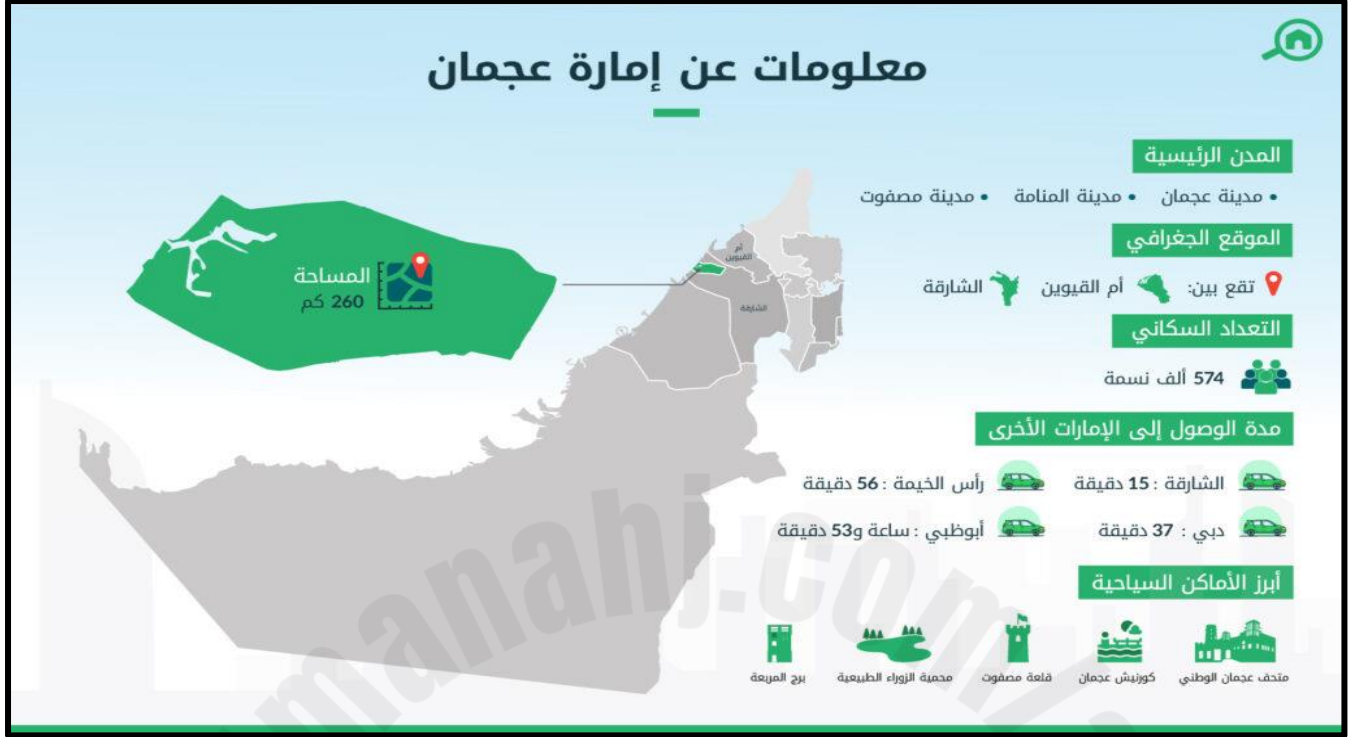 معلومات عن إمارة عجمان
المدن الرئيسية
• مدينة عجمان • مدينة المنامة • مدينة مصفوت
الموقع الجغرافي
تقع بين: أم القيوين الشارقة
التعداد السكاني
574 ألف نسمة
مدة الوصول إلى الإمارات الأخرى
الشارقة : 15 دقيقة رأس الخيمة : 56 دقيقة
دبي : 37 دقيقة أبوظبي : ساعة و53 دقيقة
أبرز الأماكن السياحية
متحف عجمان الوطني كورنيش عجمان قلعة مصفوت محمية الزوراء الطبيعية برج المربعة
المساحة
260 كم
أم
القيوين
الشارقة
manahj.com/